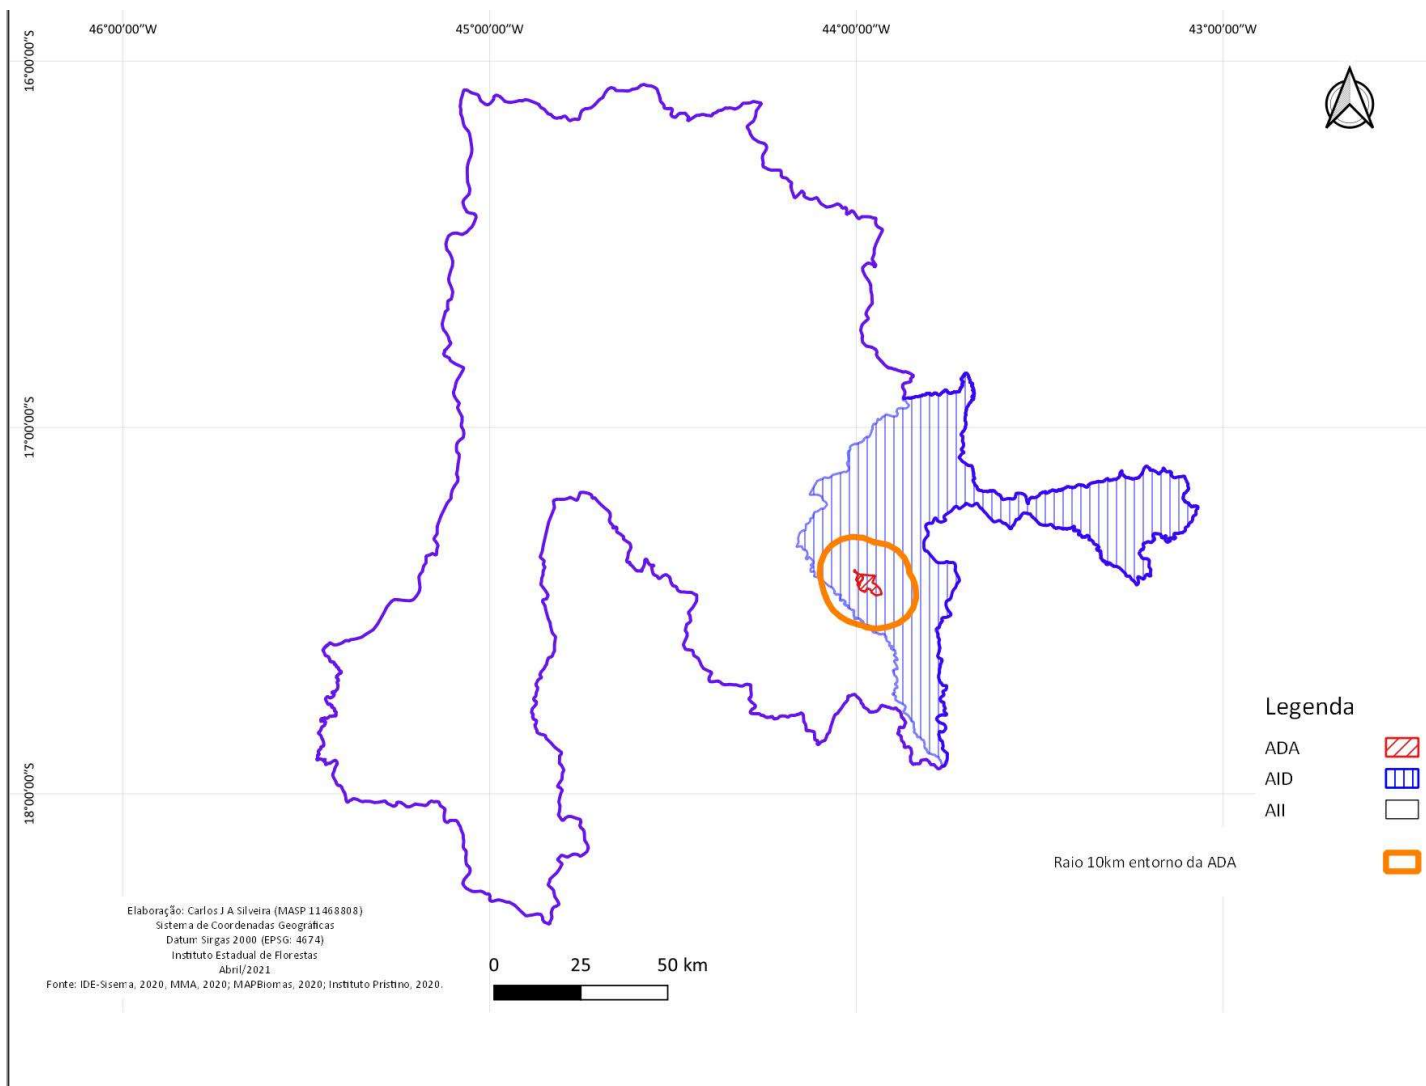 46°00'00"W 45°00'00"W 44°00'00"W 43°00'00"W
16°00'00"S
17°00'00"S
18°00'00"S
Legenda
ADA
AID
AII
Raio 10km entorno da ADA
Elaboração: Carlos J A Silveira (MASP 11468808)
Sistema de Coordenadas Geográficas
Datum Sirgas 2000 (EPSG: 4674)
Instituto Estadual de Florestas
Abril/2021
Fonte: IDE-Sisema, 2020, MMA, 2020; MAPBiomas, 2020; Instituto Prístino, 2020.
0 25 50 km